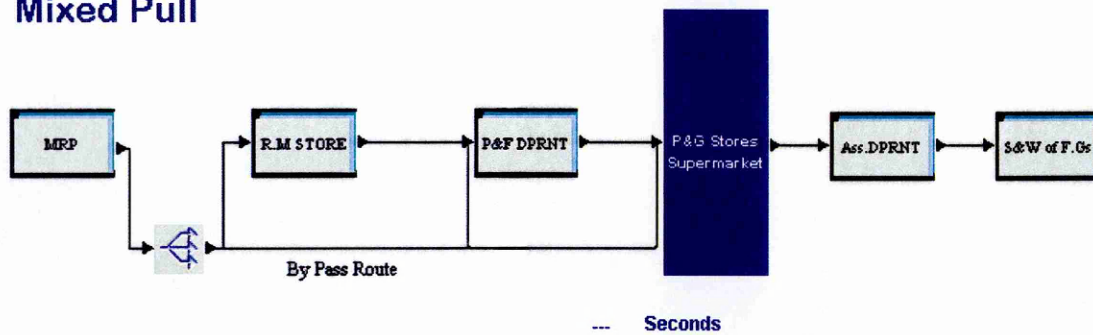 Mixed Pull
MRP
R.M STORE
P&F DPRNT
P&G Stores
Supermarket
Ass.DPRNT
S&W of F.Gs
By Pass Route
--- Seconds